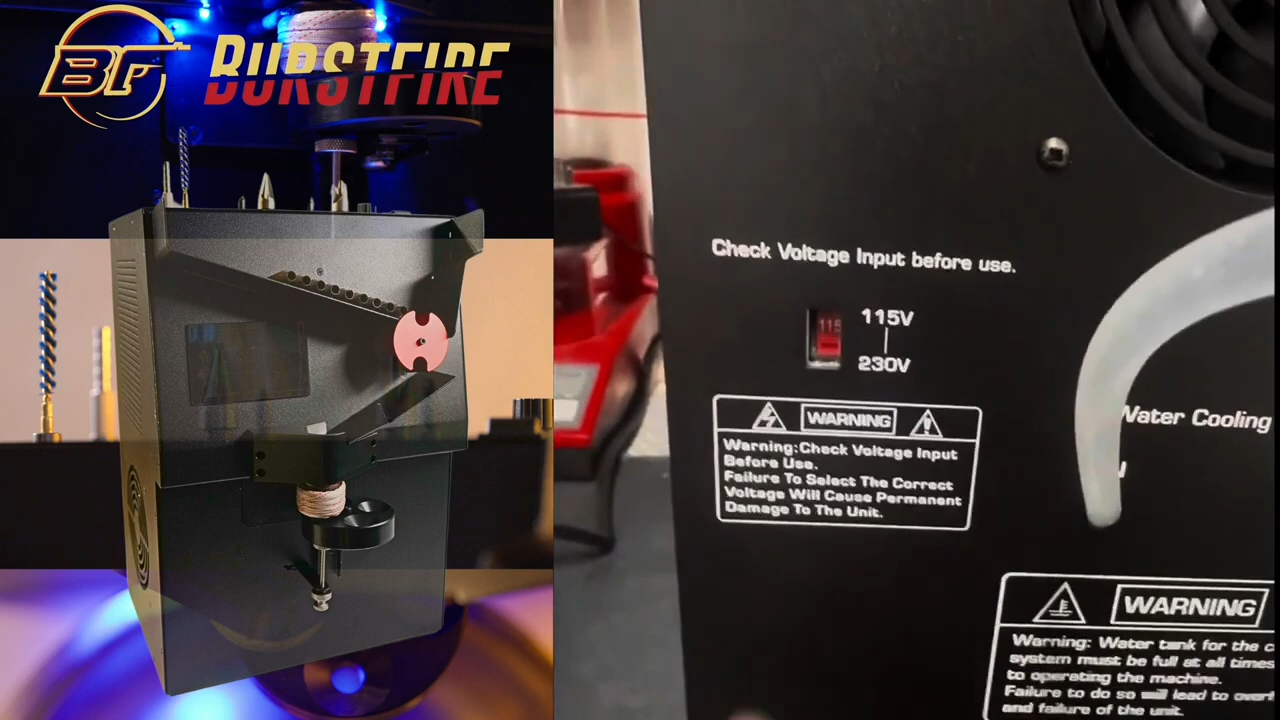 BF BURSTFIRE
Check Voltage Input before use.
115
115V
230V
WARNING
Warning:Check Voltage Input
Before Use.
Failure To Select The Correct
Voltage Will Cause Permanent
Damage To The Unit.
Water Cooling
WARNING
Warning: Water tank for the
system must be full at all times
to operating the machine.
Failure to do so will lead to
and failure of the unit.